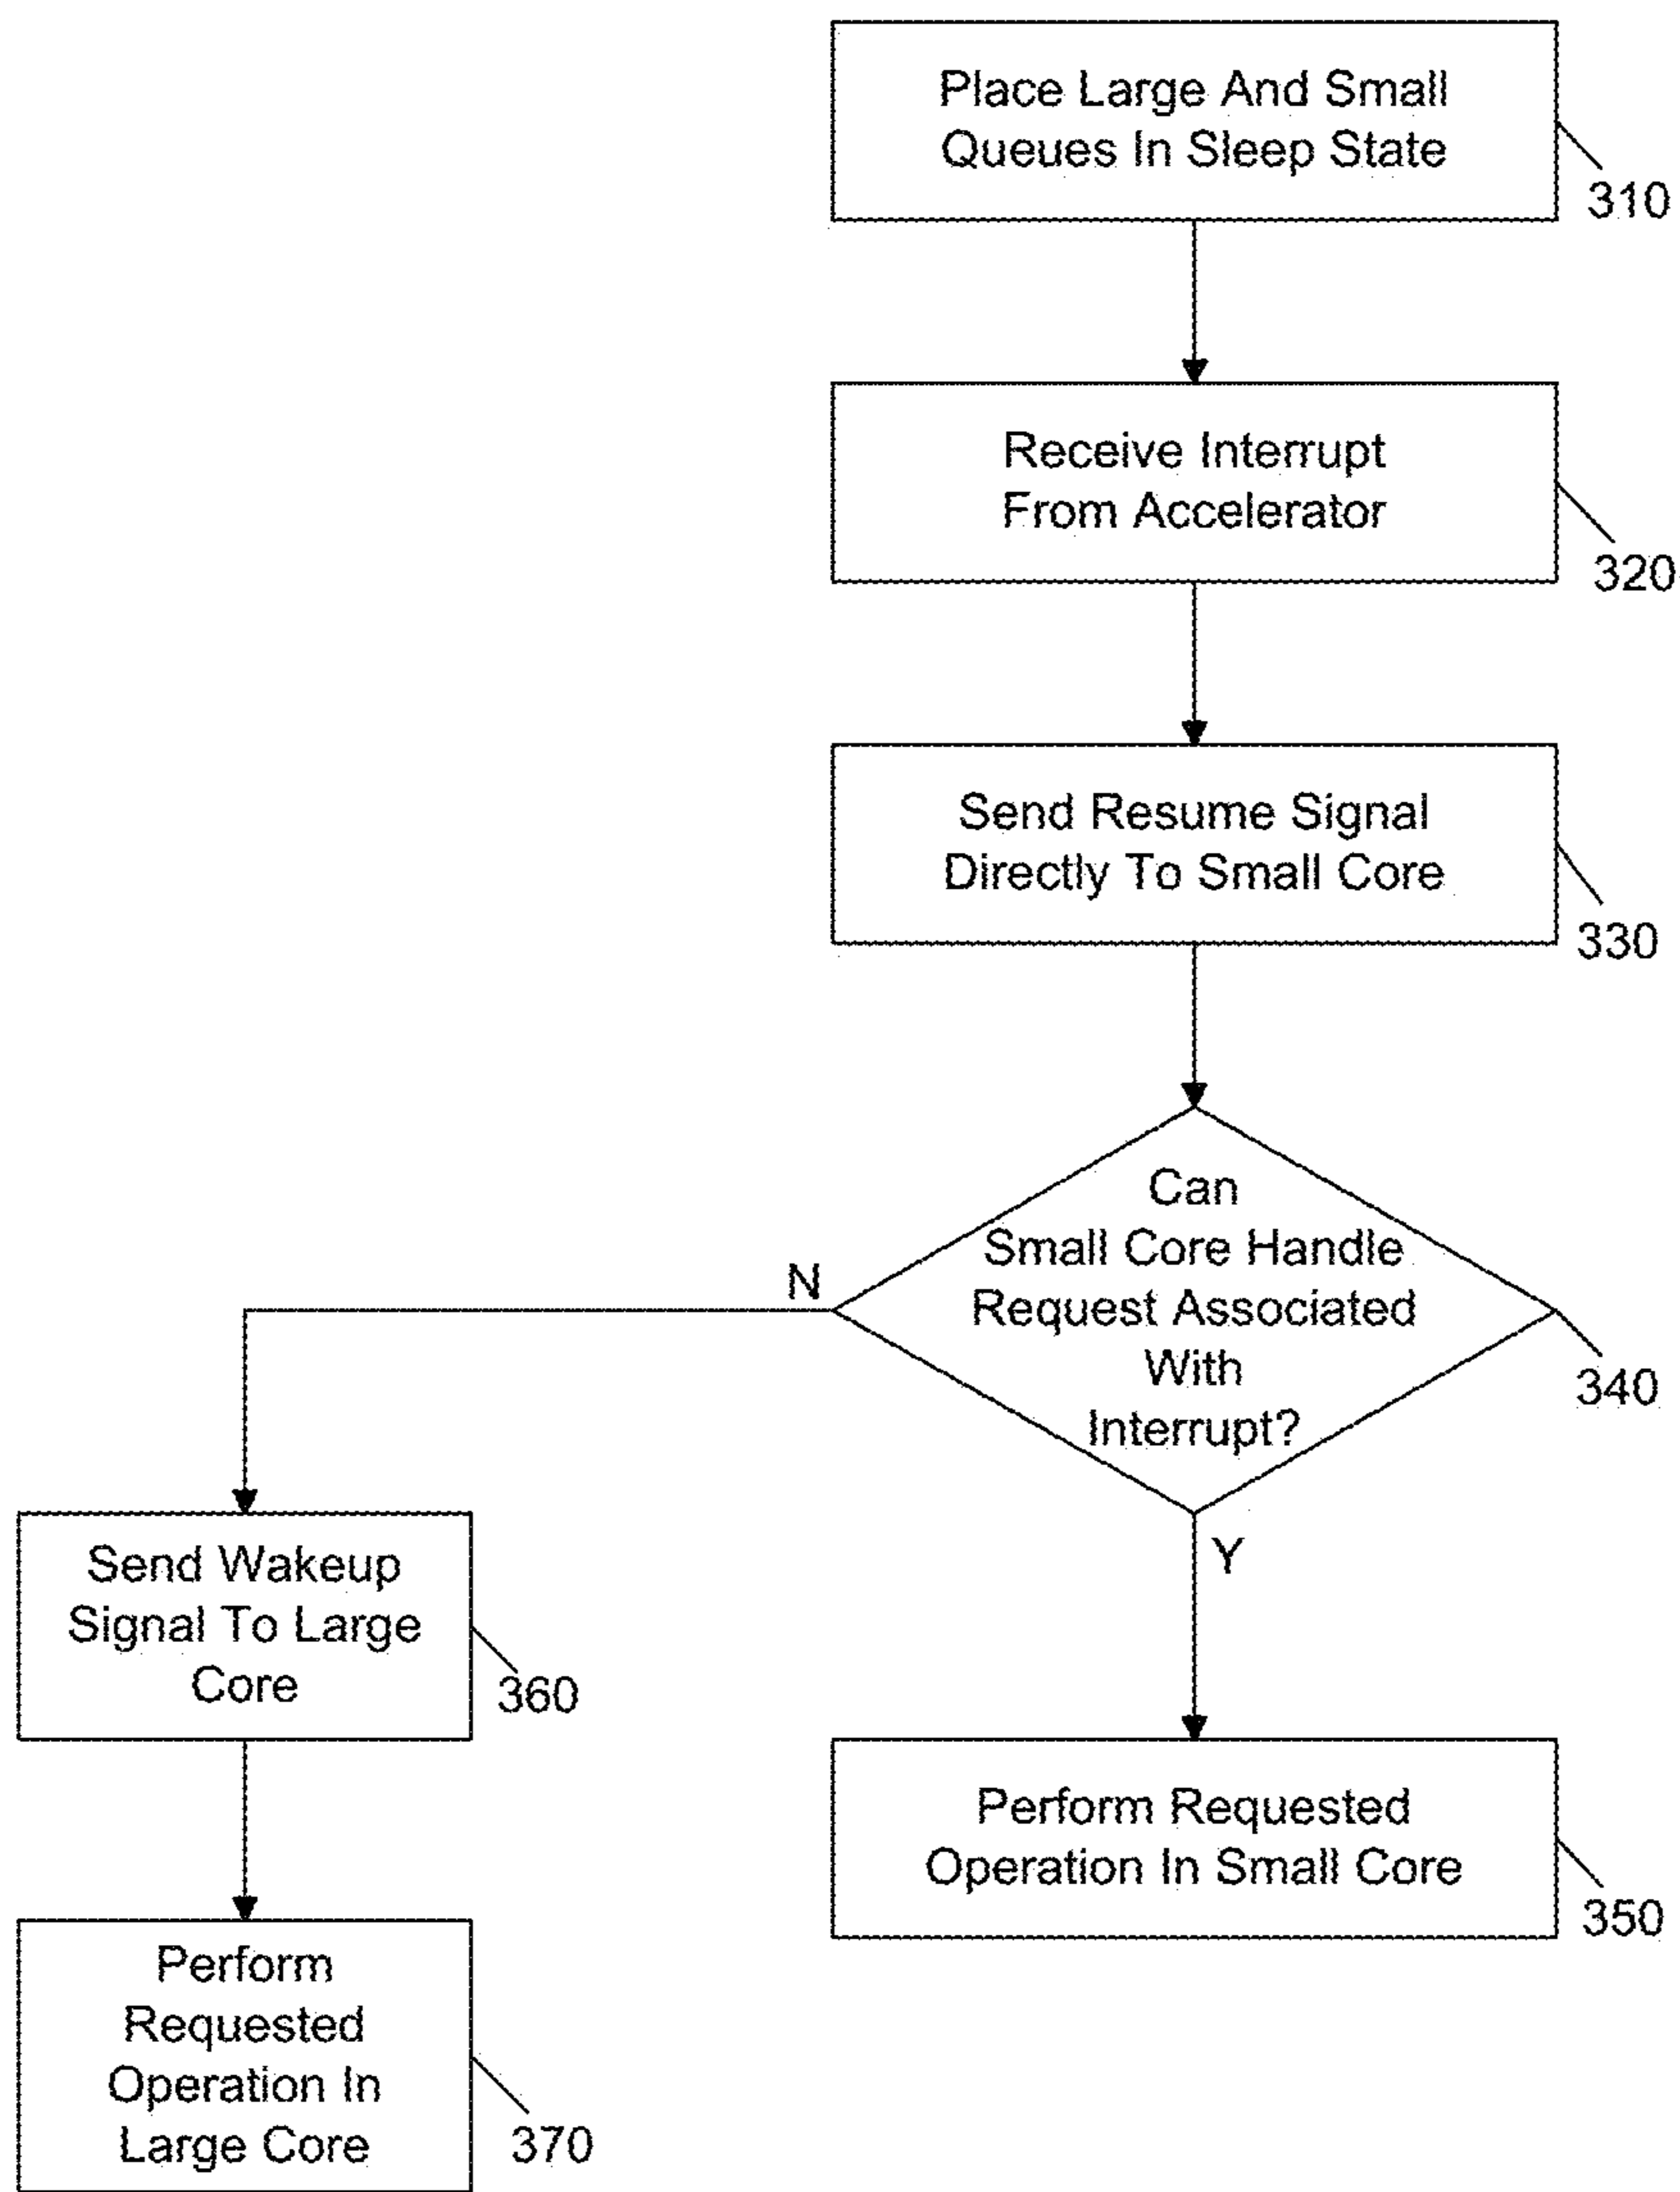 Place Large And Small
Queues In Sleep State
310
Receive Interrupt
From Accelerator
320
Send Resume Signal
Directly To Small Core
330
Can
Small Core Handle
Request Associated
With
Interrupt?
340
N
Y
Send Wakeup
Signal To Large
Core
360
Perform Requested
Operation In Small Core
350
Perform
Requested
Operation In
Large Core
370